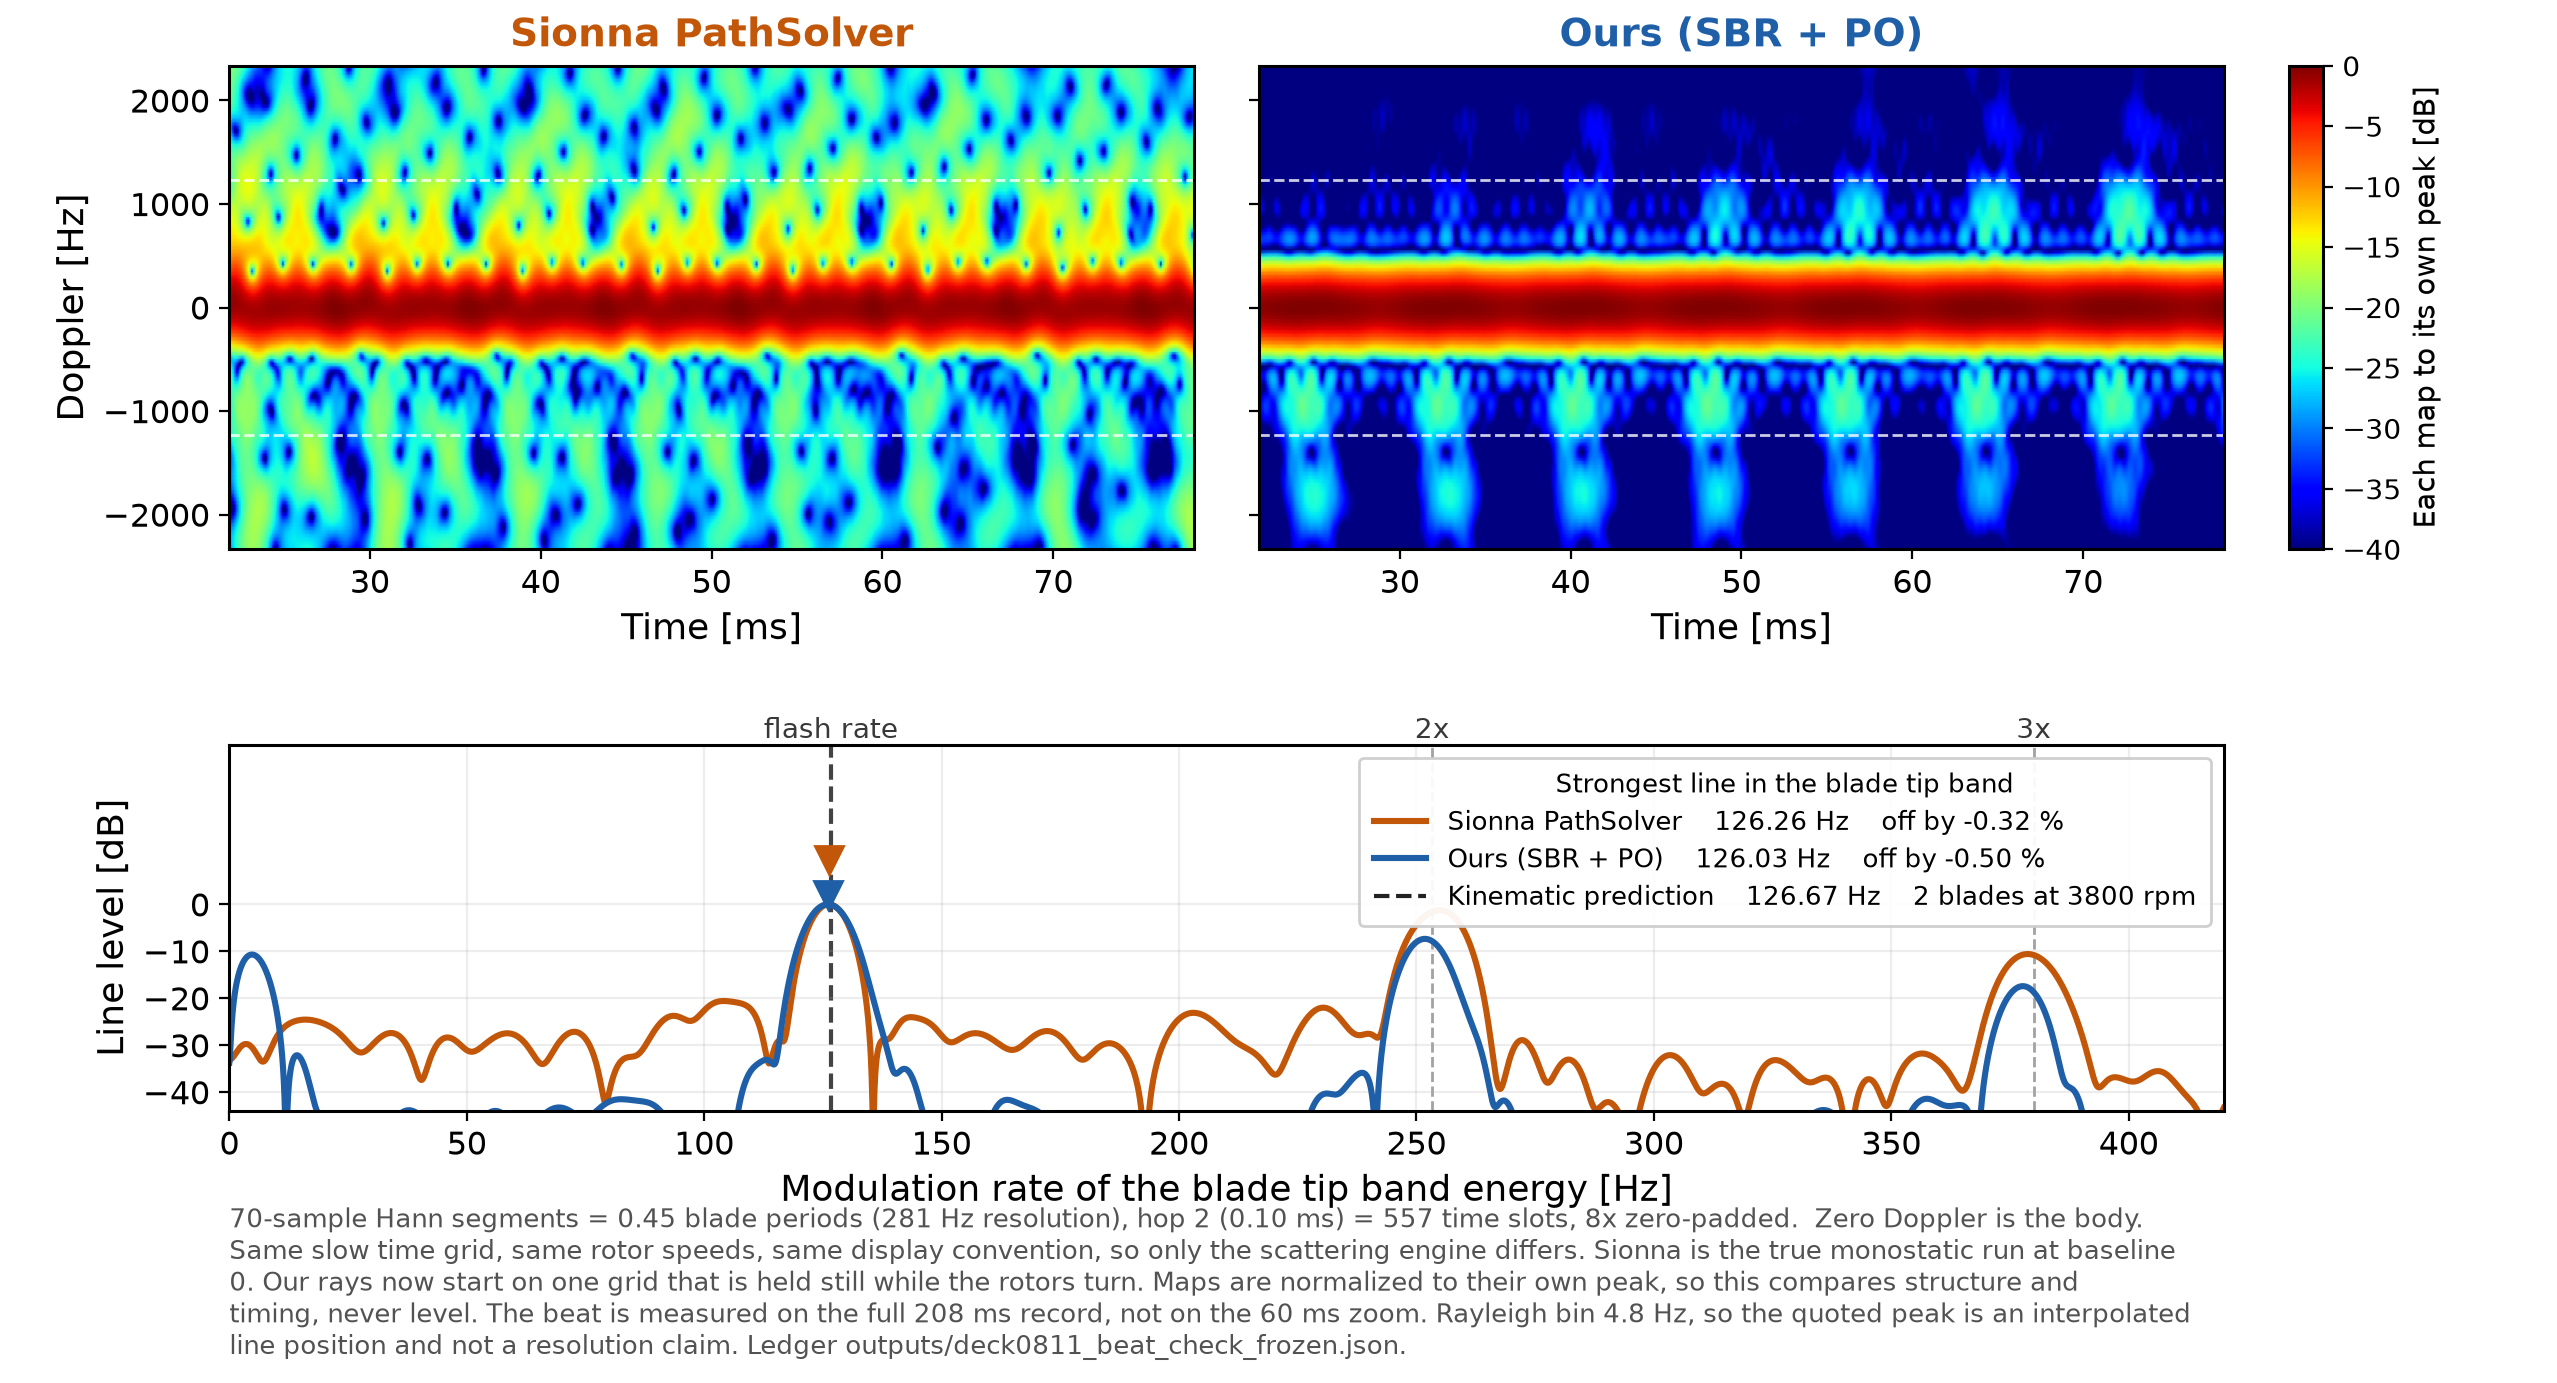 Sionna PathSolver
Ours (SBR + PO)
2000
1000
0
−1000
−2000
Doppler [Hz]
30 40 50 60 70
Time [ms]
30 40 50 60 70
Time [ms]
0
−5
−10
−15
−20
−25
−30
−35
−40
Each map to its own peak [dB]
flash rate
2x
3x
Strongest line in the blade tip band
Sionna PathSolver 126.26 Hz off by -0.32 %
Ours (SBR + PO) 126.03 Hz off by -0.50 %
Kinematic prediction 126.67 Hz 2 blades at 3800 rpm
Line level [dB]
0
−10
−20
−30
−40
0 50 100 150 200 250 300 350 400
Modulation rate of the blade tip band energy [Hz]
70-sample Hann segments = 0.45 blade periods (281 Hz resolution), hop 2 (0.10 ms) = 557 time slots, 8x zero-padded.  Zero Doppler is the body.
Same slow time grid, same rotor speeds, same display convention, so only the scattering engine differs. Sionna is the true monostatic run at baseline
0. Our rays now start on one grid that is held still while the rotors turn. Maps are normalized to their own peak, so this compares structure and
timing, never level. The beat is measured on the full 208 ms record, not on the 60 ms zoom. Rayleigh bin 4.8 Hz, so the quoted peak is an interpolated
line position and not a resolution claim. Ledger outputs/deck0811_beat_check_frozen.json.